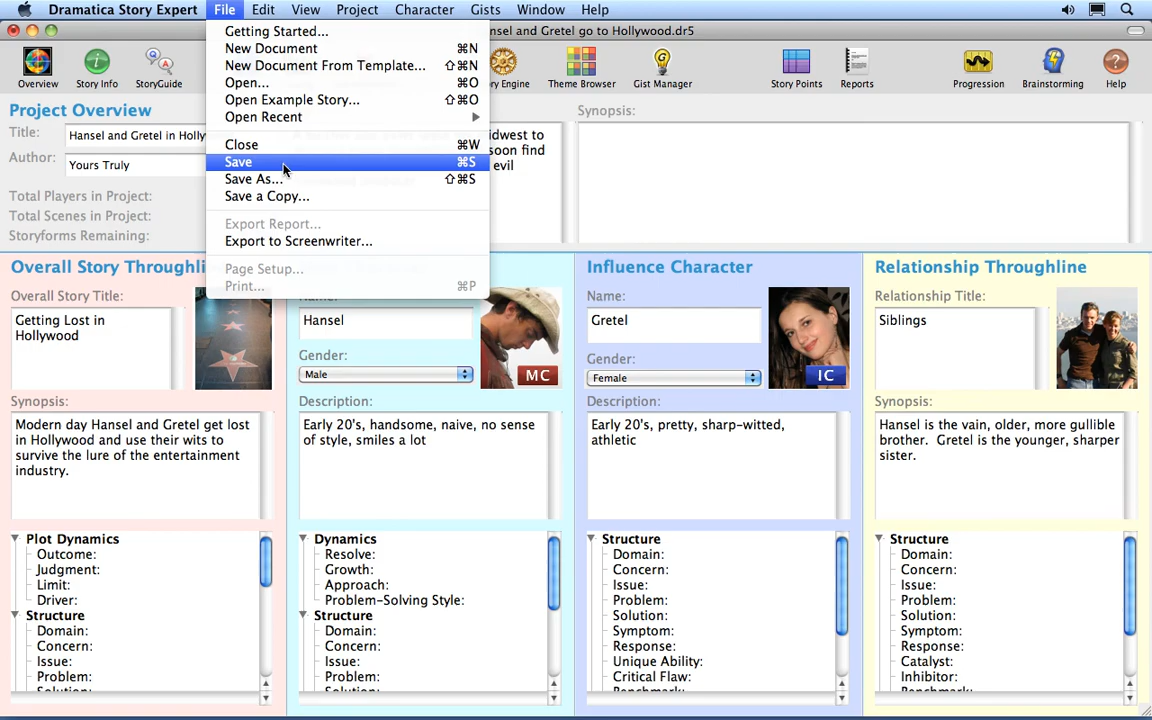 Dramatica Story Expert File Edit View Project Character Gists Window Help
nsel and Gretel go to Hollywood.dr5
Overview Story Info StoryGuide ry Engine Theme Browser Gist Manager Story Points Reports Progression Brainstorming Help
Getting Started...
New Document ⌘N
New Document From Template... ⇧⌘N
Open... ⌘O
Open Example Story... ⇧⌘O
Open Recent
Close ⌘W
Save ⌘S
Save As... ⇧⌘S
Save a Copy...
Export Report...
Export to Screenwriter...
Page Setup...
Print... ⌘P
Project Overview
Title: Hansel and Gretel in Holly
Author: Yours Truly
Total Players in Project:
Total Scenes in Project:
Storyforms Remaining:
idwest to
soon find
evil
Synopsis:
Overall Story Throughli
Overall Story Title:
Getting Lost in
Hollywood
Synopsis:
Modern day Hansel and Gretel get lost
in Hollywood and use their wits to
survive the lure of the entertainment
industry.
Plot Dynamics
Outcome:
Judgment:
Limit:
Driver:
Structure
Domain:
Concern:
Issue:
Problem:
Solution:
Name:
Hansel
Gender:
Male
MC
Description:
Early 20's, handsome, naive, no sense
of style, smiles a lot
Dynamics
Resolve:
Growth:
Approach:
Problem-Solving Style:
Structure
Domain:
Concern:
Issue:
Problem:
Solution:
Influence Character
Name:
Gretel
Gender:
Female
IC
Description:
Early 20's, pretty, sharp-witted,
athletic
Structure
Domain:
Concern:
Issue:
Problem:
Solution:
Symptom:
Response:
Unique Ability:
Critical Flaw:
Benchmark:
Relationship Throughline
Relationship Title:
Siblings
Synopsis:
Hansel is the vain, older, more gullible
brother. Gretel is the younger, sharper
sister.
Structure
Domain:
Concern:
Issue:
Problem:
Solution:
Symptom:
Response:
Catalyst:
Inhibitor:
Benchmark: